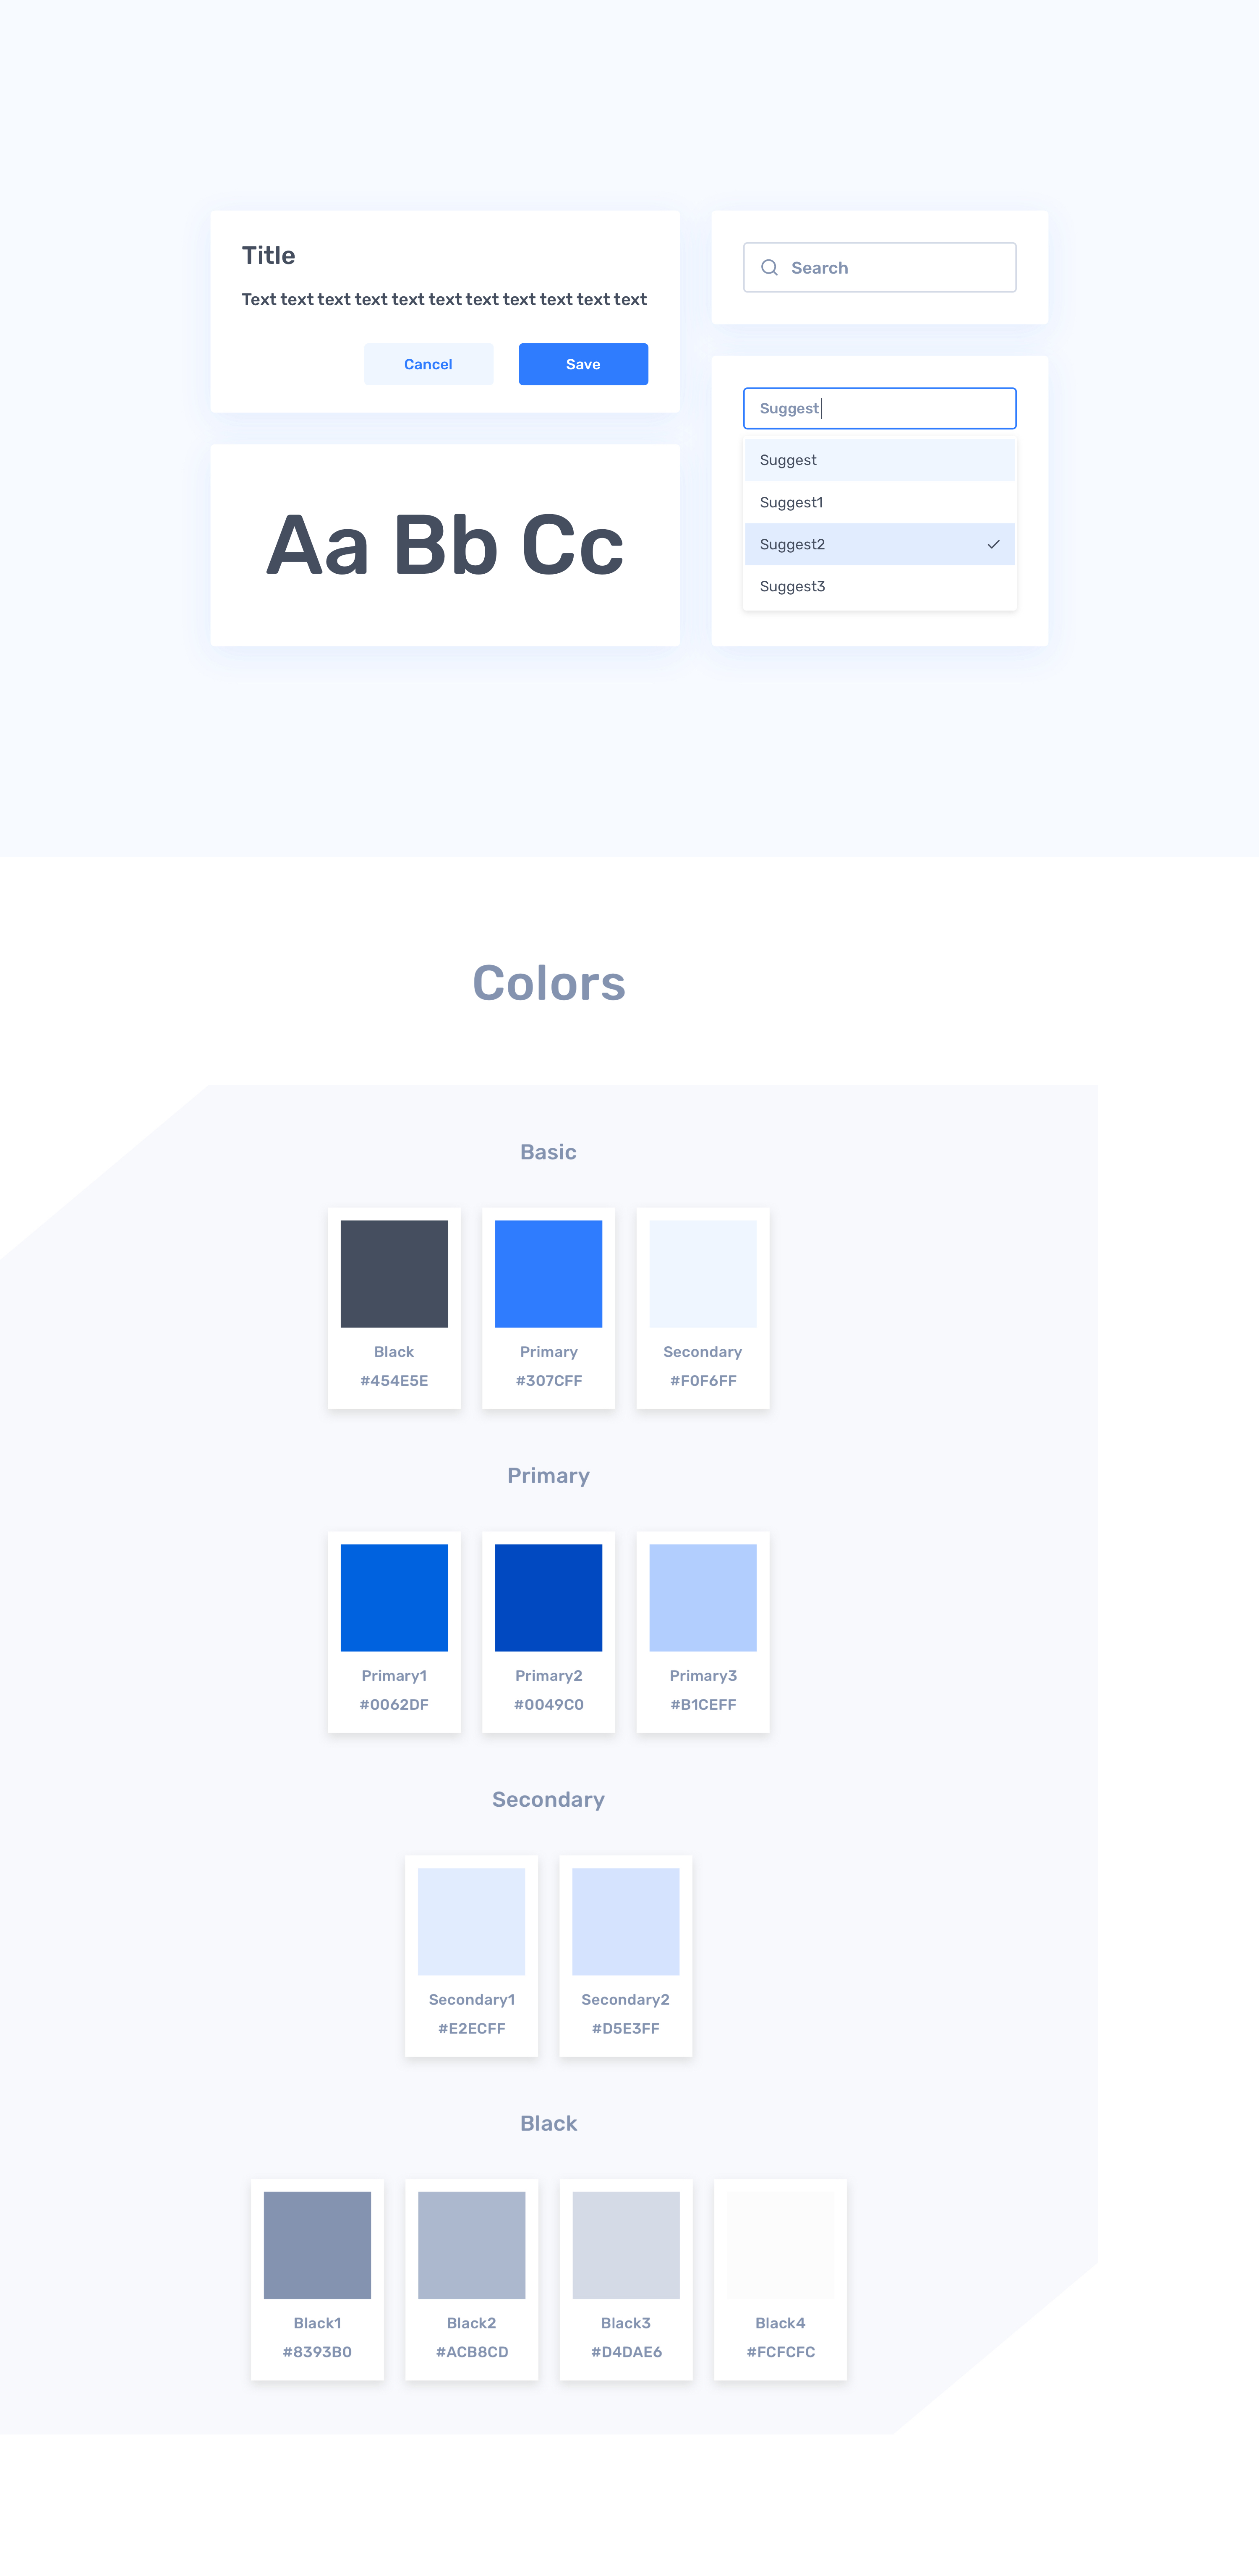 Title
Text text text text text text text text text text text
Cancel
Save
Aa Bb Cc
Search
Suggest
Suggest
Suggest1
Suggest2
Suggest3
Colors
Basic
Black
#454E5E
Primary
#307CFF
Secondary
#F0F6FF
Primary
Primary1
#0062DF
Primary2
#0049C0
Primary3
#B1CEFF
Secondary
Secondary1
#E2ECFF
Secondary2
#D5E3FF
Black
Black1
#8393B0
Black2
#ACB8CD
Black3
#D4DAE6
Black4
#FCFCFC